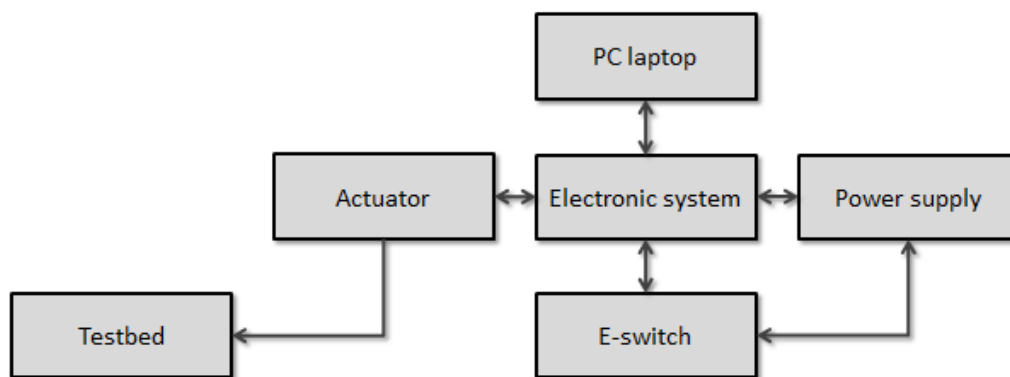 PC laptop
Actuator
Electronic system
Power supply
Testbed
E-switch